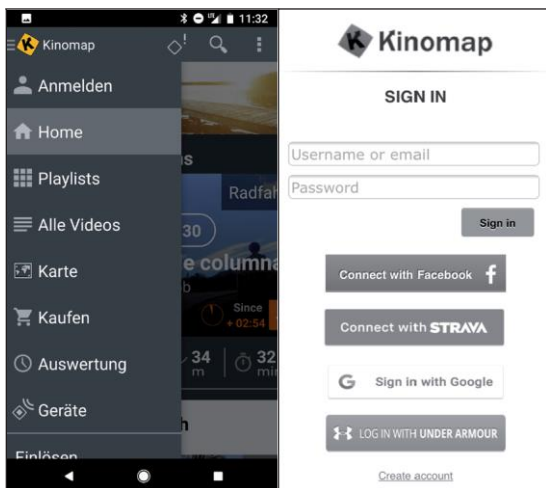 11:32
Kinomap
Anmelden
Home
Playlists
Alle Videos
Karte
Kaufen
Auswertung
Geräte
Einlösen
s
Radfah
30
e columna
b
Since
+ 02:54
34
m
32
min
h
Kinomap
SIGN IN
Username or email
Password
Sign in
Connect with Facebook f
Connect with STRAVA
G Sign in with Google
LOG IN WITH UNDER ARMOUR
Create account